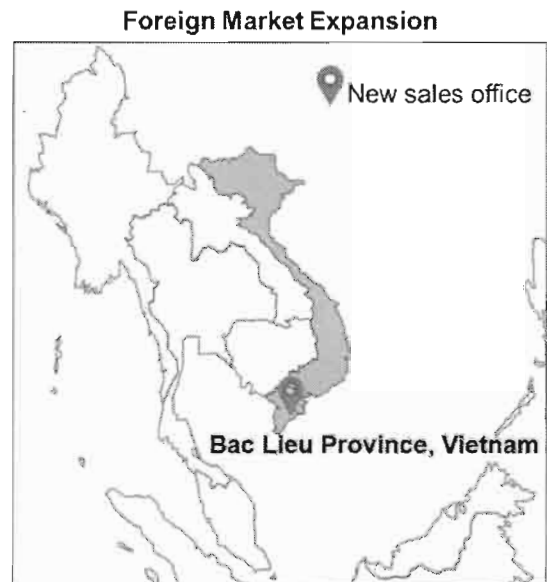 Foreign Market Expansion
New sales office
Bac Lieu Province, Vietnam